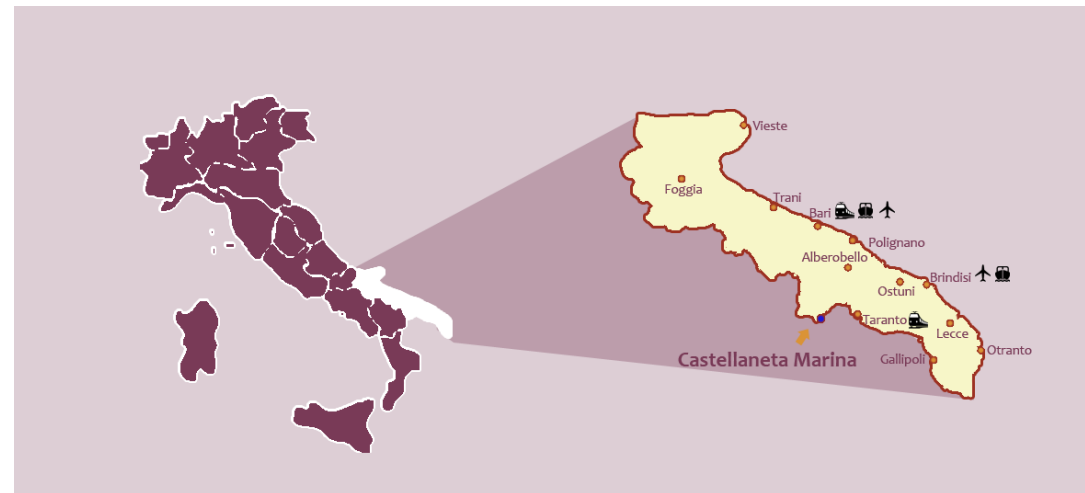 Vieste
Foggia
Trani
Bari
Polignano
Alberobello
Brindisi
Ostuni
Taranto
Lecce
Castellaneta Marina
Gallipoli
Otranto